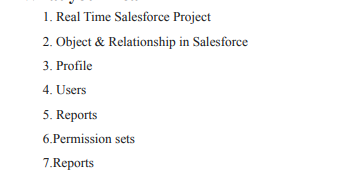 1. Real Time Salesforce Project
2. Object & Relationship in Salesforce
3. Profile
4. Users
5. Reports
6.Permission sets
7.Reports